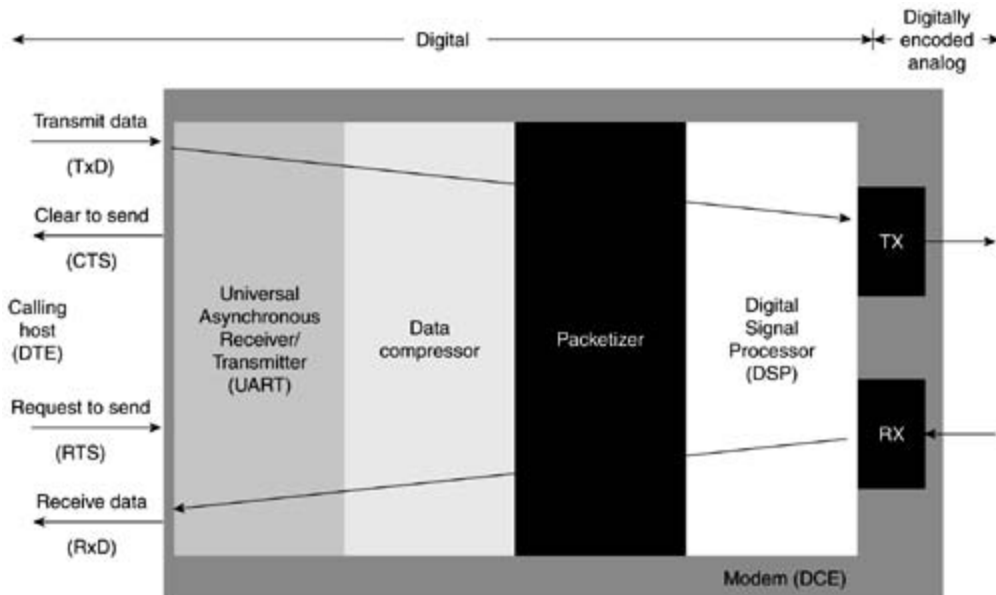 Digital
Digitally
encoded
analog
Transmit data
(TxD)
Clear to send
(CTS)
Calling
host
(DTE)
Request to send
(RTS)
Receive data
(RxD)
Universal
Asynchronous
Receiver/
Transmitter
(UART)
Data
compressor
Packetizer
Digital
Signal
Processor
(DSP)
TX
RX
Modem (DCE)